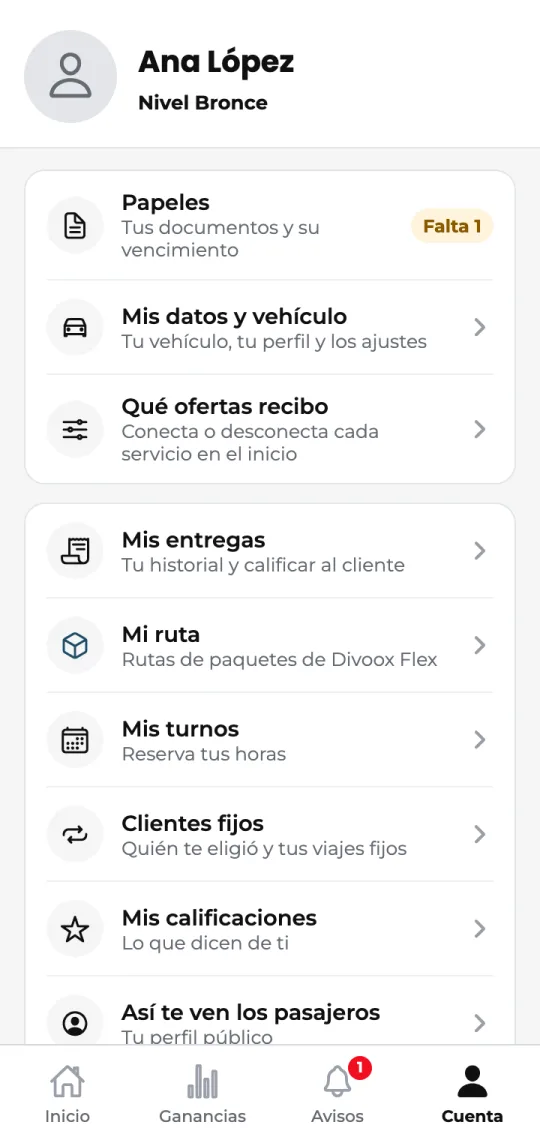 Ana López
Nivel Bronce
Papeles
Tus documentos y su
vencimiento
Falta 1
Mis datos y vehículo
Tu vehículo, tu perfil y los ajustes
Qué ofertas recibo
Conecta o desconecta cada
servicio en el inicio
Mis entregas
Tu historial y calificar al cliente
Mi ruta
Rutas de paquetes de Divoox Flex
Mis turnos
Reserva tus horas
Clientes fijos
Quién te eligió y tus viajes fijos
Mis calificaciones
Lo que dicen de ti
Así te ven los pasajeros
Tu perfil público
1
Inicio
Ganancias
Avisos
Cuenta